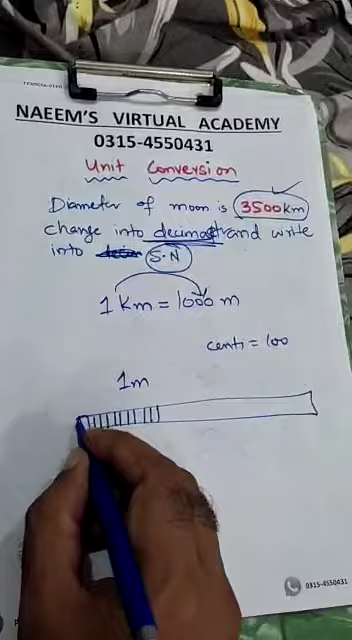 NAEEM'S VIRTUAL ACADEMY
0315-4550431
Unit Conversion
Diameter of moon is 3500km
change into and write
into S.N
1 Km = 1000 m
centi = 100
1m
0315-4550431